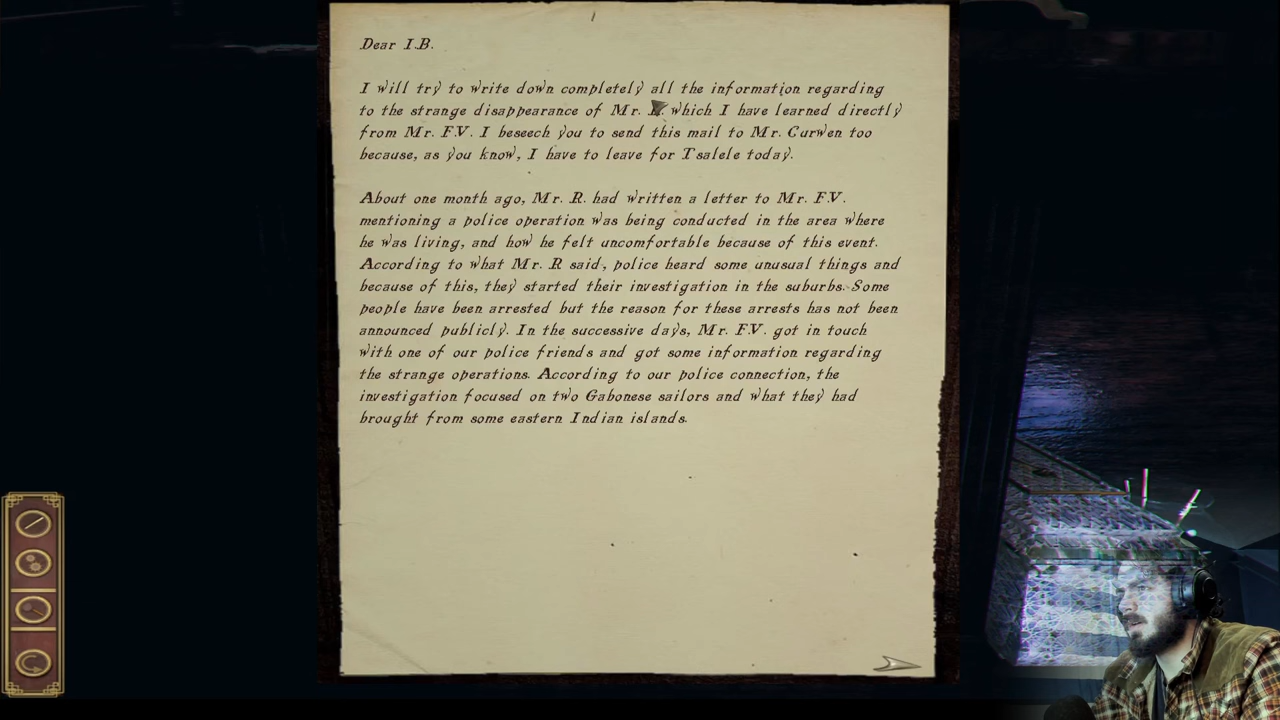 Dear I.B.
I will try to write down completely all the information regarding
to the strange disappearance of Mr. R. which I have learned directly
from Mr. F.V. I beseech you to send this mail to Mr. Curwen too
because, as you know, I have to leave for Tsalele today.
About one month ago, Mr. R. had written a letter to Mr. F.V.
mentioning a police operation was being conducted in the area where
he was living, and how he felt uncomfortable because of this event.
According to what Mr. R said, police heard some unusual things and
because of this, they started their investigation in the suburbs. Some
people have been arrested but the reason for these arrests has not been
announced publicly. In the successive days, Mr. F.V. got in touch
with one of our police friends and got some information regarding
the strange operations. According to our police connection, the
investigation focused on two Gabonese sailors and what they had
brought from some eastern Indian islands.